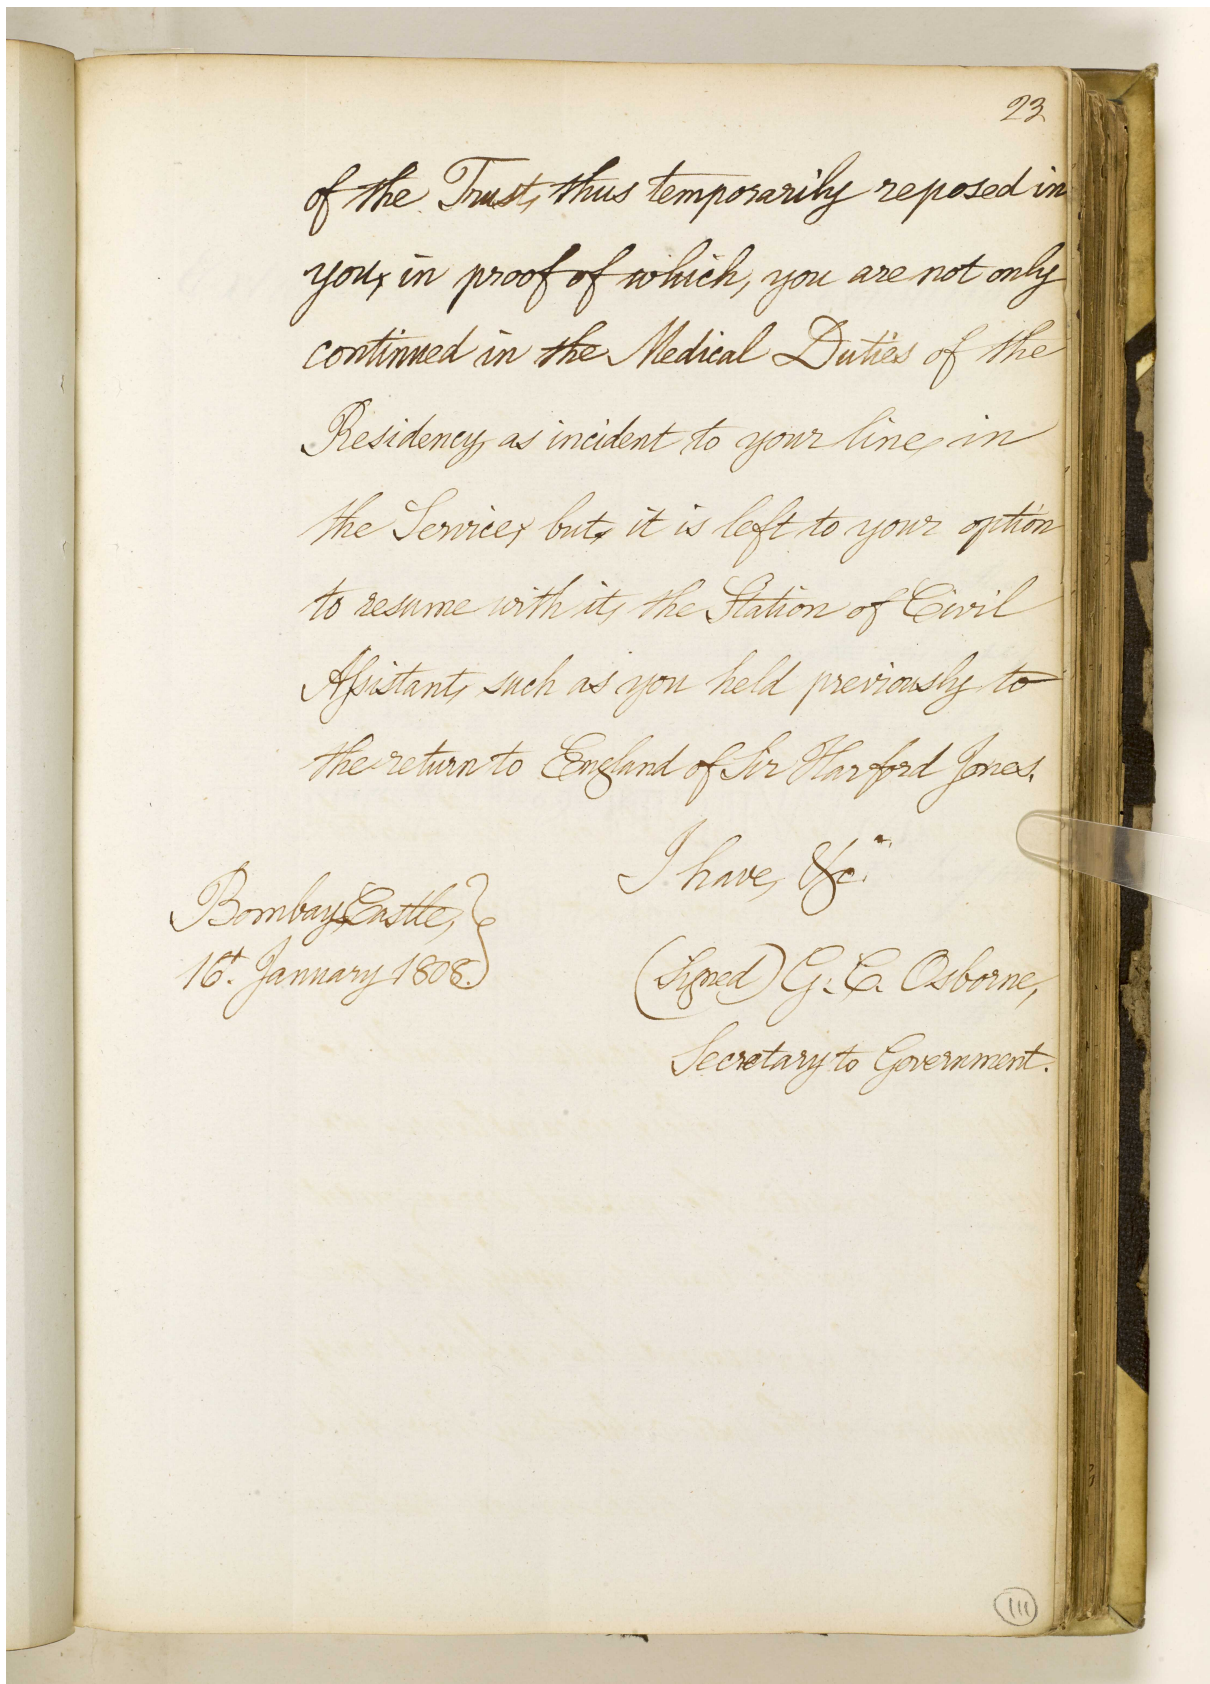 23
of the Trust, thus temporarily reposed in
you, in proof of which, you are not only
continued in the Medical Duties of the
Residency, as incident to your line, in
the Service, but, it is left to your option
to resume with it, the Station of Civil
Aſsistant, such as you held previously to
the return to England of Sir Harford Jones.
I have, &c.a
Bombay Castle,
16t. January 1808.
(Signed) G. C. Osborne,
Secretary to Government.
111